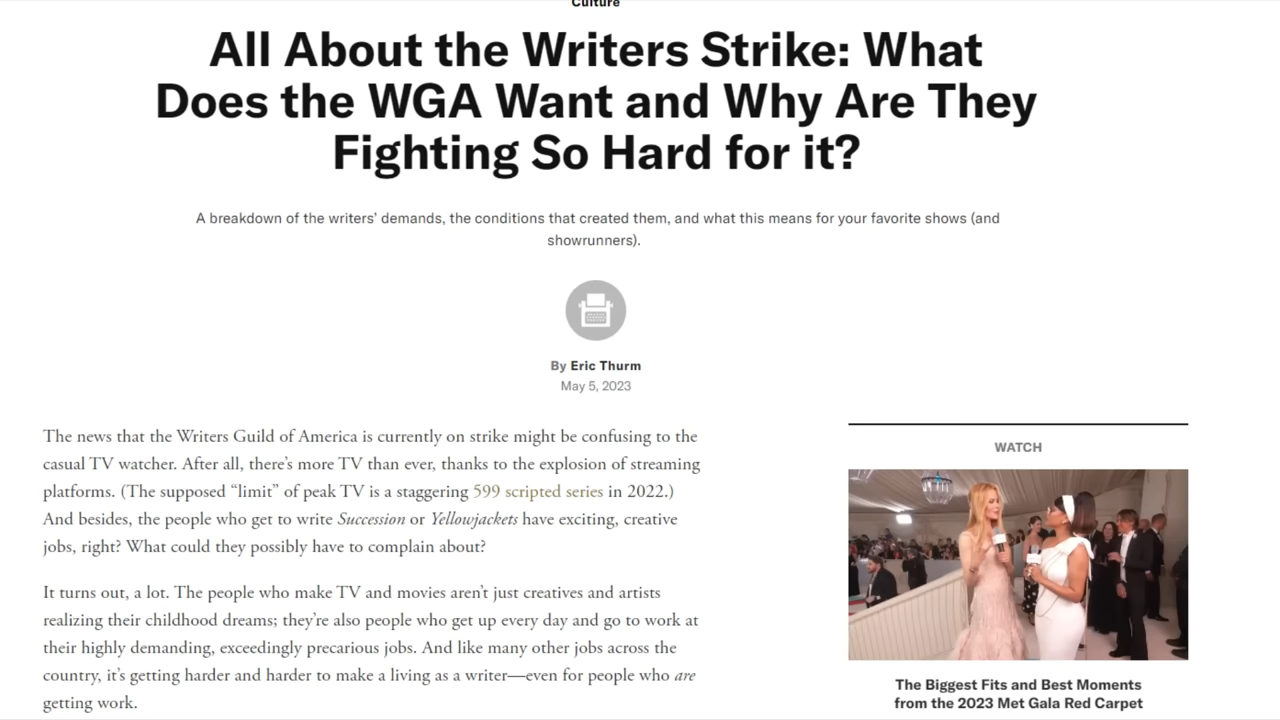 Culture
All About the Writers Strike: What
Does the WGA Want and Why Are They
Fighting So Hard for it?
A breakdown of the writers’ demands, the conditions that created them, and what this means for your favorite shows (and
showrunners).
By Eric Thurm
May 5, 2023
The news that the Writers Guild of America is currently on strike might be confusing to the
casual TV watcher. After all, there’s more TV than ever, thanks to the explosion of streaming
platforms. (The supposed “limit” of peak TV is a staggering 599 scripted series in 2022.)
And besides, the people who get to write Succession or Yellowjackets have exciting, creative
jobs, right? What could they possibly have to complain about?
It turns out, a lot. The people who make TV and movies aren’t just creatives and artists
realizing their childhood dreams; they’re also people who get up every day and go to work at
their highly demanding, exceedingly precarious jobs. And like many other jobs across the
country, it’s getting harder and harder to make a living as a writer—even for people who are
getting work.
WATCH
The Biggest Fits and Best Moments
from the 2023 Met Gala Red Carpet